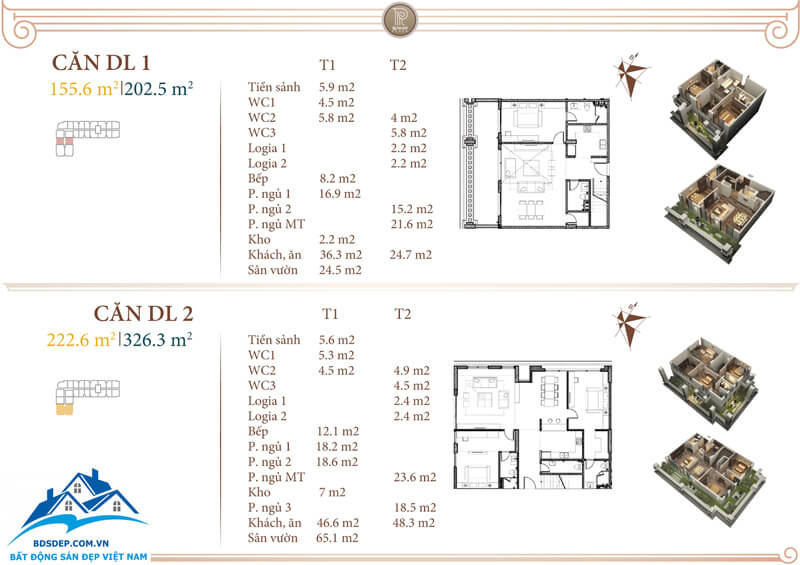 CĂN DL 1
155.6 m²|202.5 m²
T1 T2
Tiền sảnh 5.9 m2
WC1 4.5 m2
WC2 5.8 m2 4 m2
WC3 5.8 m2
Logia 1 2.2 m2
Logia 2 2.2 m2
Bếp 8.2 m2
P. ngủ 1 16.9 m2
P. ngủ 2 15.2 m2
P. ngủ MT 21.6 m2
Kho 2.2 m2
Khách, ăn 36.3 m2 24.7 m2
Sân vườn 24.5 m2
CĂN DL 2
222.6 m²|326.3 m²
T1 T2
Tiền sảnh 5.6 m2
WC1 5.3 m2
WC2 4.5 m2 4.9 m2
WC3 4.5 m2
Logia 1 2.4 m2
Logia 2 2.4 m2
Bếp 12.1 m2
P. ngủ 1 18.2 m2
P. ngủ 2 18.6 m2
P. ngủ MT 23.6 m2
Kho 7 m2
P. ngủ 3 18.5 m2
Khách, ăn 46.6 m2 48.3 m2
Sân vườn 65.1 m2
BDSDEP.COM.VN
BẤT ĐỘNG SẢN ĐẸP VIỆT NAM